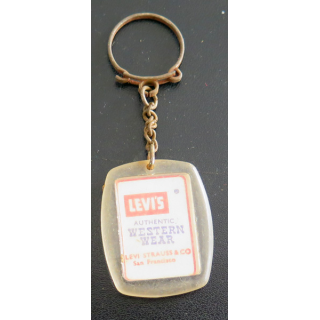 LEVI'S ®
AUTHENTIC
WESTERN
WEAR
LEVI STRAUSS & CO
San Francisco